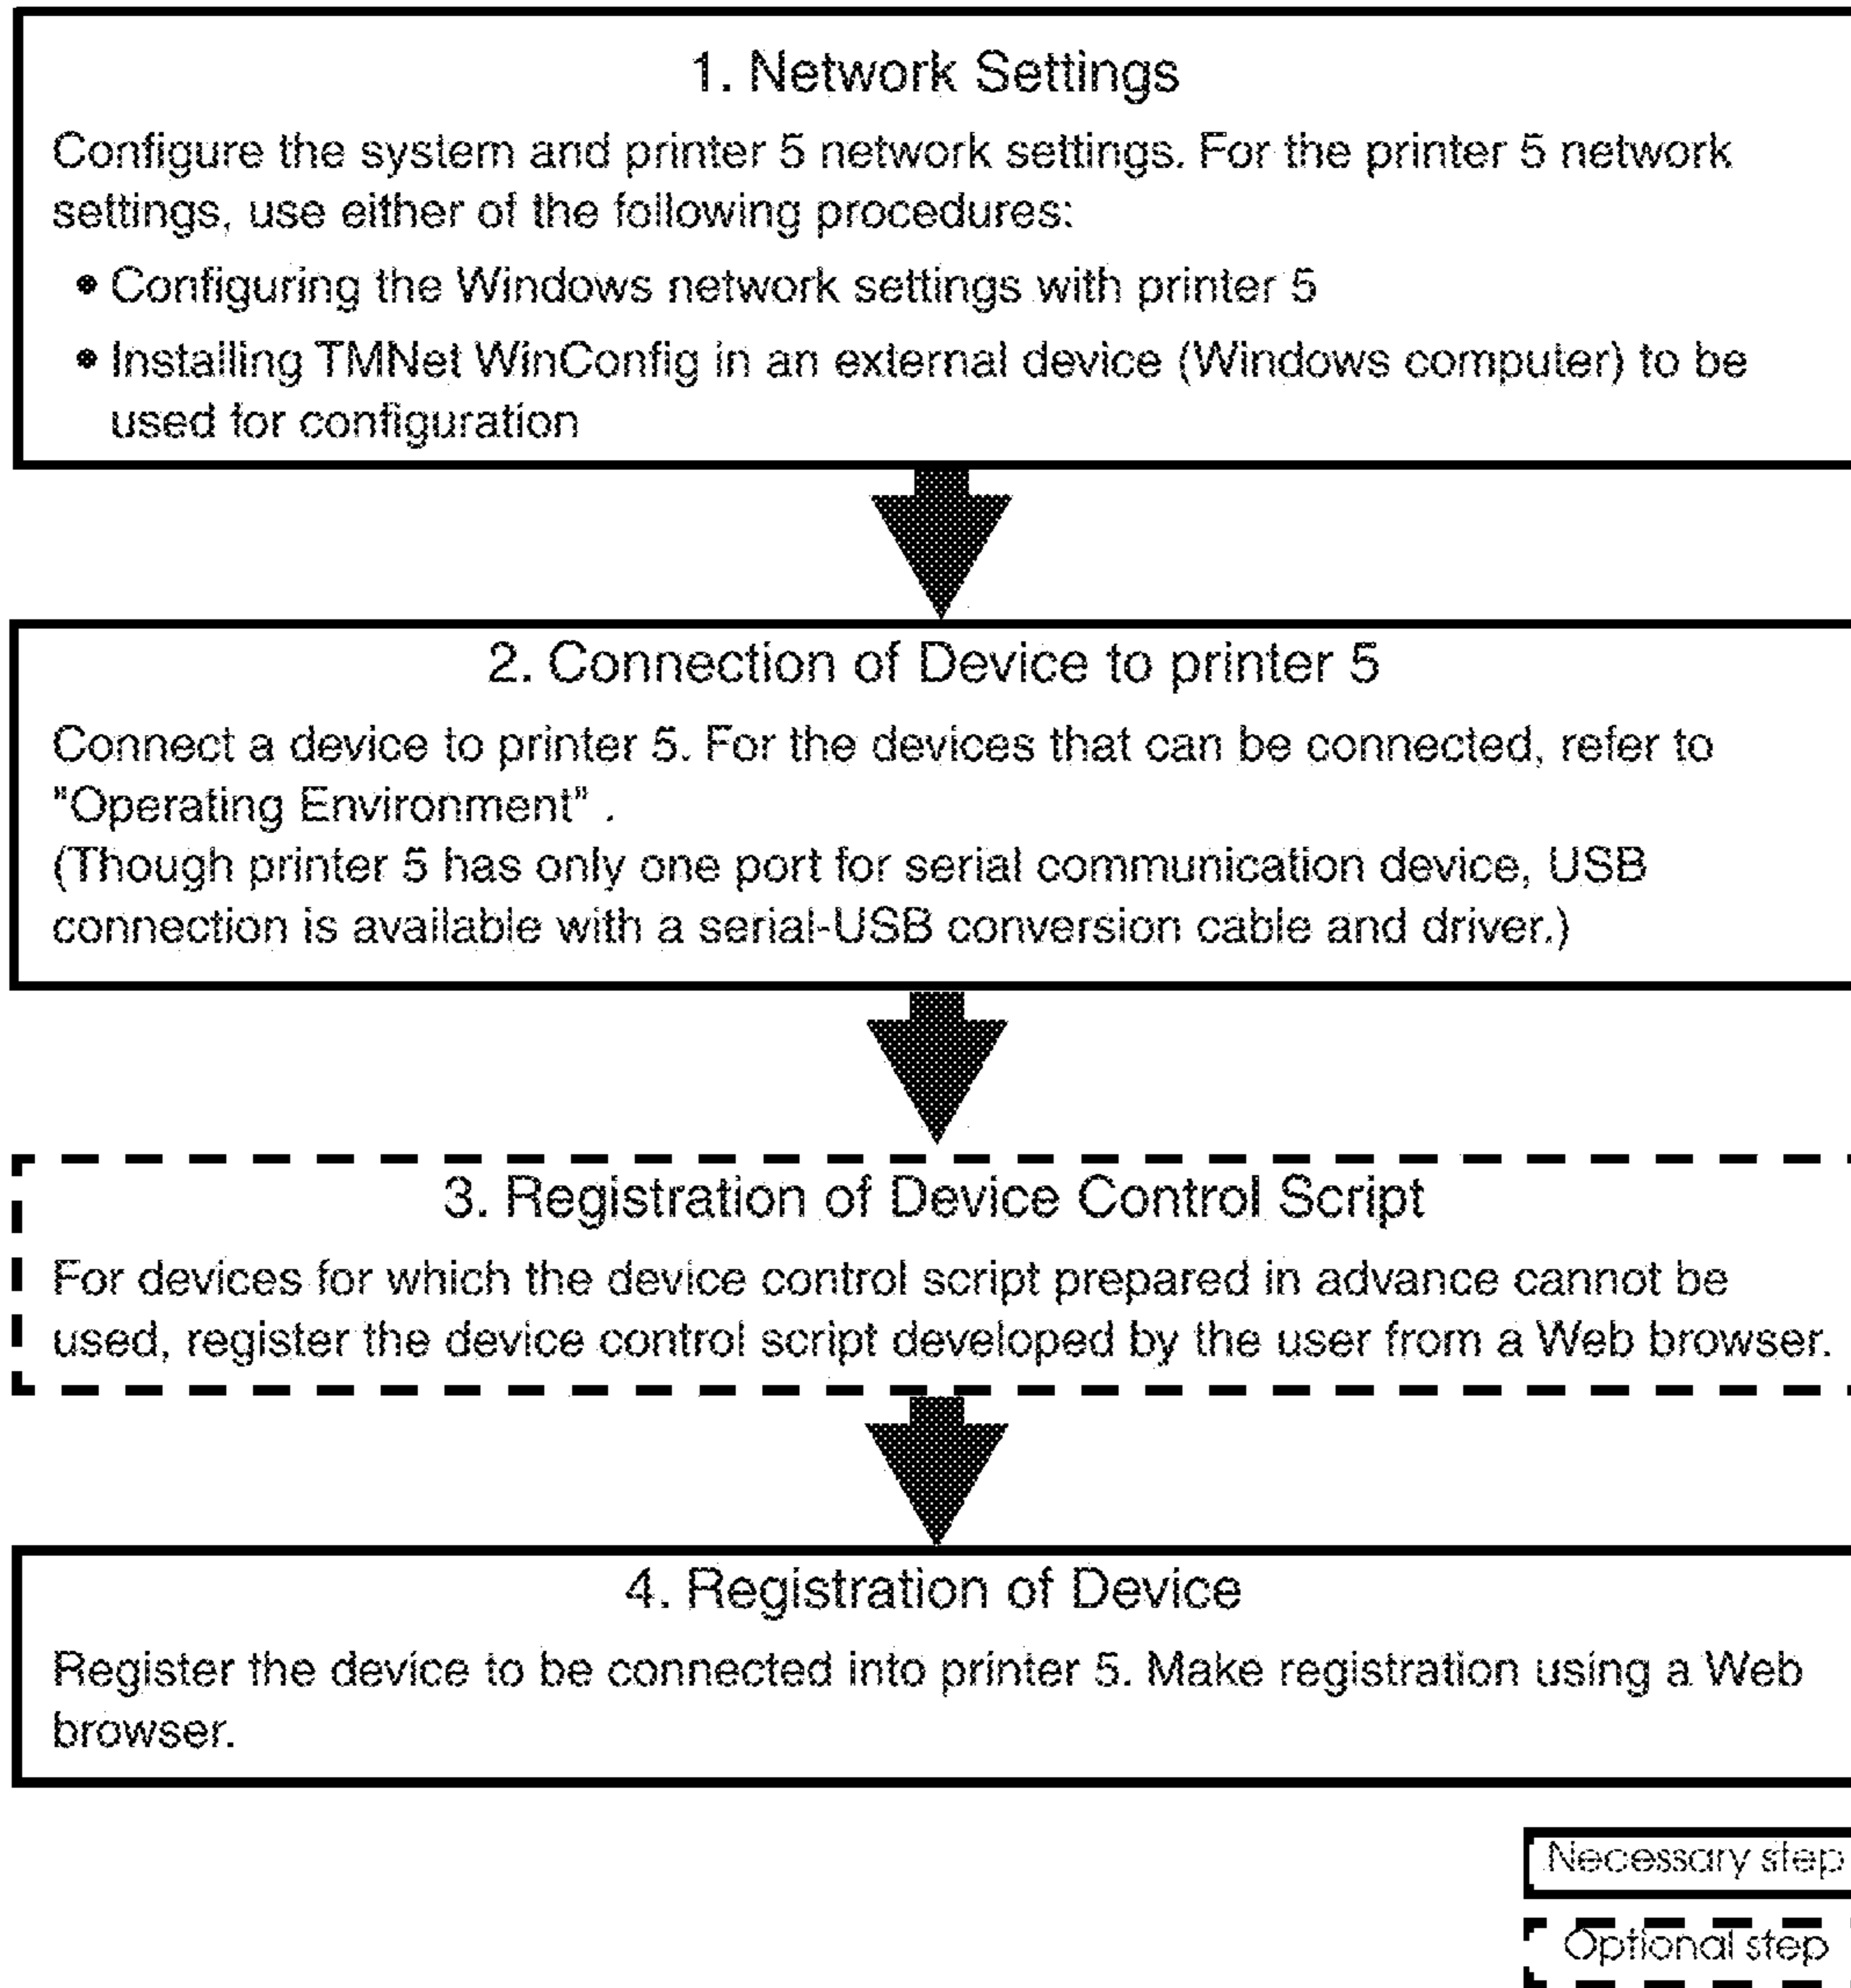 1. Network Settings
Configure the system and printer 5 network settings. For the printer 5 network
settings, use either of the following procedures:
• Configuring the Windows network settings with printer 5
• Installing TMNet WinConfig in an external device (Windows computer) to be
used for configuration
2. Connection of Device to printer 5
Connect a device to printer 5. For the devices that can be connected, refer to
"Operating Environment" .
(Though printer 5 has only one port for serial communication device, USB
connection is available with a serial-USB conversion cable and driver.)
3. Registration of Device Control Script
For devices for which the device control script prepared in advance cannot be
used, register the device control script developed by the user from a Web browser.
4. Registration of Device
Register the device to be connected into printer 5. Make registration using a Web
browser.
Necessary step
Optional step